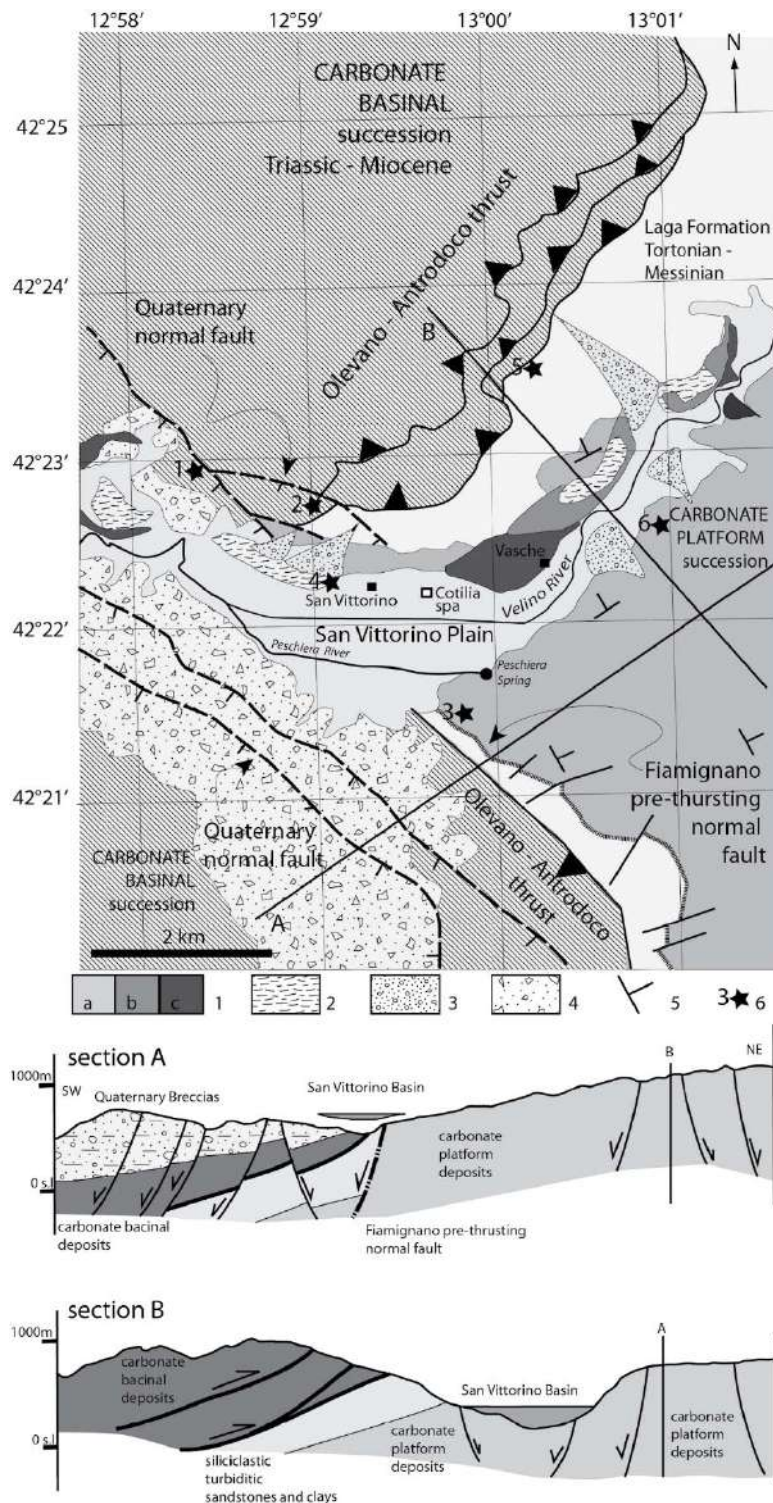 12°58′ 12°59′ 13°00′ 13°01′
N
CARBONATE
BASINAL
succession
Triassic - Miocene
42°25
Olevano - Antrodoco thrust
Laga Formation
Tortonian -
Messinian
42°24′
Quaternary
normal fault
B
5
42°23′
1
2
6
CARBONATE
PLATFORM
succession
Vasche
4
San Vittorino
Cotilia
spa
Velino River
42°22′
San Vittorino Plain
Peschiera River
Peschiera
Spring
3
42°21′
Fiamignano
pre-thursting
normal
fault
Quaternary
normal fault
CARBONATE
BASINAL
succession
Olevano - Antrodoco
thrust
A
2 km
a b c 1 2 3 4 5 3 6
section A
1000m
SW
Quaternary Breccias
San Vittorino Basin
B
NE
carbonate
platform
deposits
0 s.l
carbonate bacinal
deposits
Fiamignano pre-thrusting
normal fault
section B
1000m
A
carbonate
bacinal
deposits
San Vittorino Basin
0 s.l
carbonate
platform
deposits
carbonate
platform
deposits
siliciclastic
turbiditic
sandstones and clays